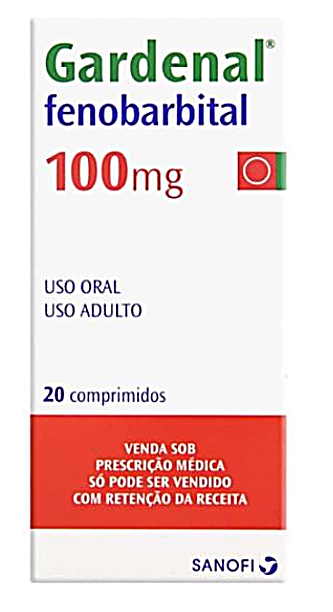 Gardenal®
fenobarbital
100mg
USO ORAL
USO ADULTO
20 comprimidos
VENDA SOB
PRESCRIÇÃO MÉDICA
SÓ PODE SER VENDIDO
COM RETENÇÃO DA RECEITA
SANOFI